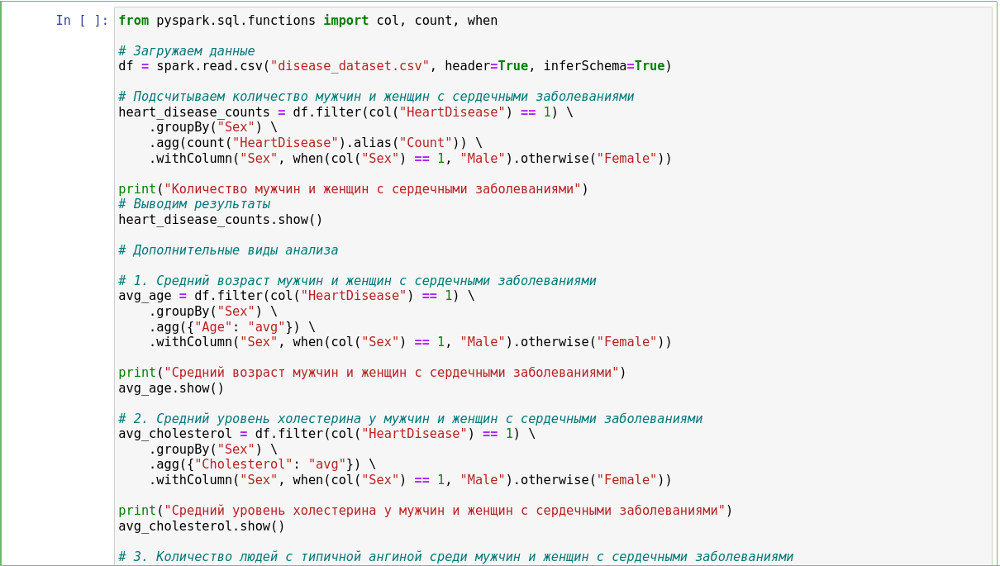 In [ ]: from pyspark.sql.functions import col, count, when
# Загружаем данные
df = spark.read.csv("disease_dataset.csv", header=True, inferSchema=True)
# Подсчитываем количество мужчин и женщин с сердечными заболеваниями
heart_disease_counts = df.filter(col("HeartDisease") == 1) \
    .groupBy("Sex") \
    .agg(count("HeartDisease").alias("Count")) \
    .withColumn("Sex", when(col("Sex") == 1, "Male").otherwise("Female"))
print("Количество мужчин и женщин с сердечными заболеваниями")
# Выводим результаты
heart_disease_counts.show()
# Дополнительные виды анализа
# 1. Средний возраст мужчин и женщин с сердечными заболеваниями
avg_age = df.filter(col("HeartDisease") == 1) \
    .groupBy("Sex") \
    .agg({"Age": "avg"}) \
    .withColumn("Sex", when(col("Sex") == 1, "Male").otherwise("Female"))
print("Средний возраст мужчин и женщин с сердечными заболеваниями")
avg_age.show()
# 2. Средний уровень холестерина у мужчин и женщин с сердечными заболеваниями
avg_cholesterol = df.filter(col("HeartDisease") == 1) \
    .groupBy("Sex") \
    .agg({"Cholesterol": "avg"}) \
    .withColumn("Sex", when(col("Sex") == 1, "Male").otherwise("Female"))
print("Средний уровень холестерина у мужчин и женщин с сердечными заболеваниями")
avg_cholesterol.show()
# 3. Количество людей с типичной ангиной среди мужчин и женщин с сердечными заболеваниями